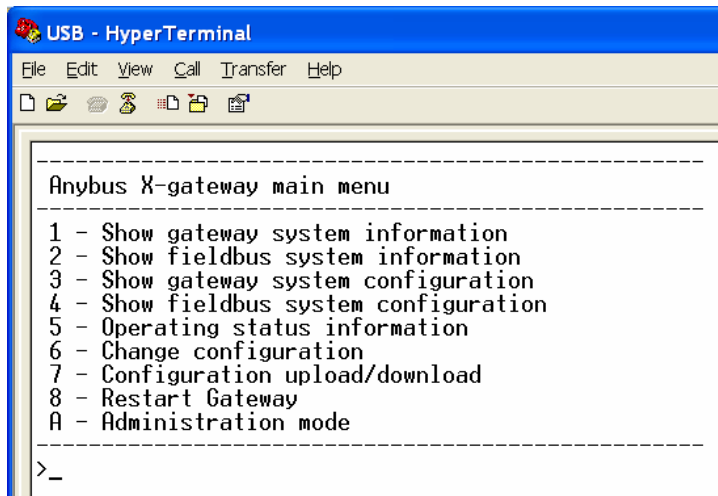 USB - HyperTerminal
File Edit View Call Transfer Help
----------------------------------------------------
Anybus X-gateway main menu
----------------------------------------------------
1 - Show gateway system information
2 - Show fieldbus system information
3 - Show gateway system configuration
4 - Show fieldbus system configuration
5 - Operating status information
6 - Change configuration
7 - Configuration upload/download
8 - Restart Gateway
A - Administration mode
----------------------------------------------------
>_